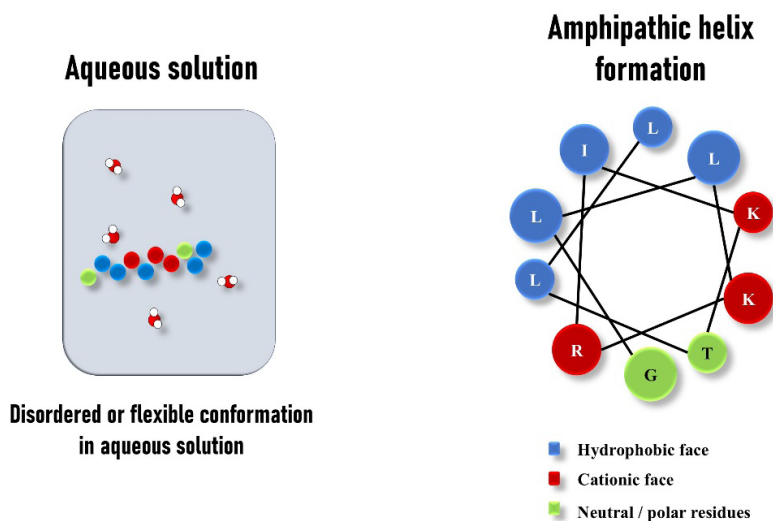 Aqueous solution
Disordered or flexible conformation
in aqueous solution
Amphipathic helix
formation
L
I
L
K
L
L
K
R
T
G
Hydrophobic face
Cationic face
Neutral / polar residues